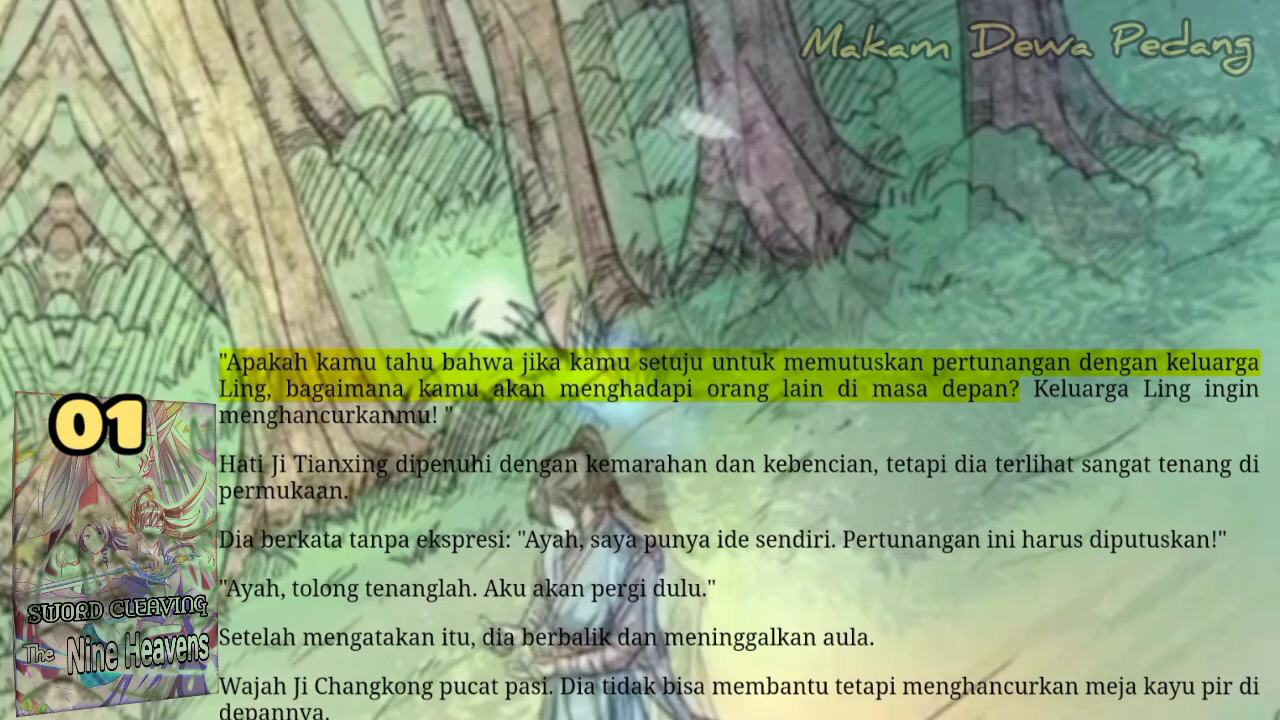 Makam Dewa Pedang
"Apakah kamu tahu bahwa jika kamu setuju untuk memutuskan pertunangan dengan keluarga
Ling, bagaimana kamu akan menghadapi orang lain di masa depan? Keluarga Ling ingin
menghancurkanmu! "
Hati Ji Tianxing dipenuhi dengan kemarahan dan kebencian, tetapi dia terlihat sangat tenang di
permukaan.
Dia berkata tanpa ekspresi: "Ayah, saya punya ide sendiri. Pertunangan ini harus diputuskan!"
"Ayah, tolong tenanglah. Aku akan pergi dulu."
Setelah mengatakan itu, dia berbalik dan meninggalkan aula.
Wajah Ji Changkong pucat pasi. Dia tidak bisa membantu tetapi menghancurkan meja kayu pir di
depannya.
01
SWORD CLEAVING
The Nine Heavens